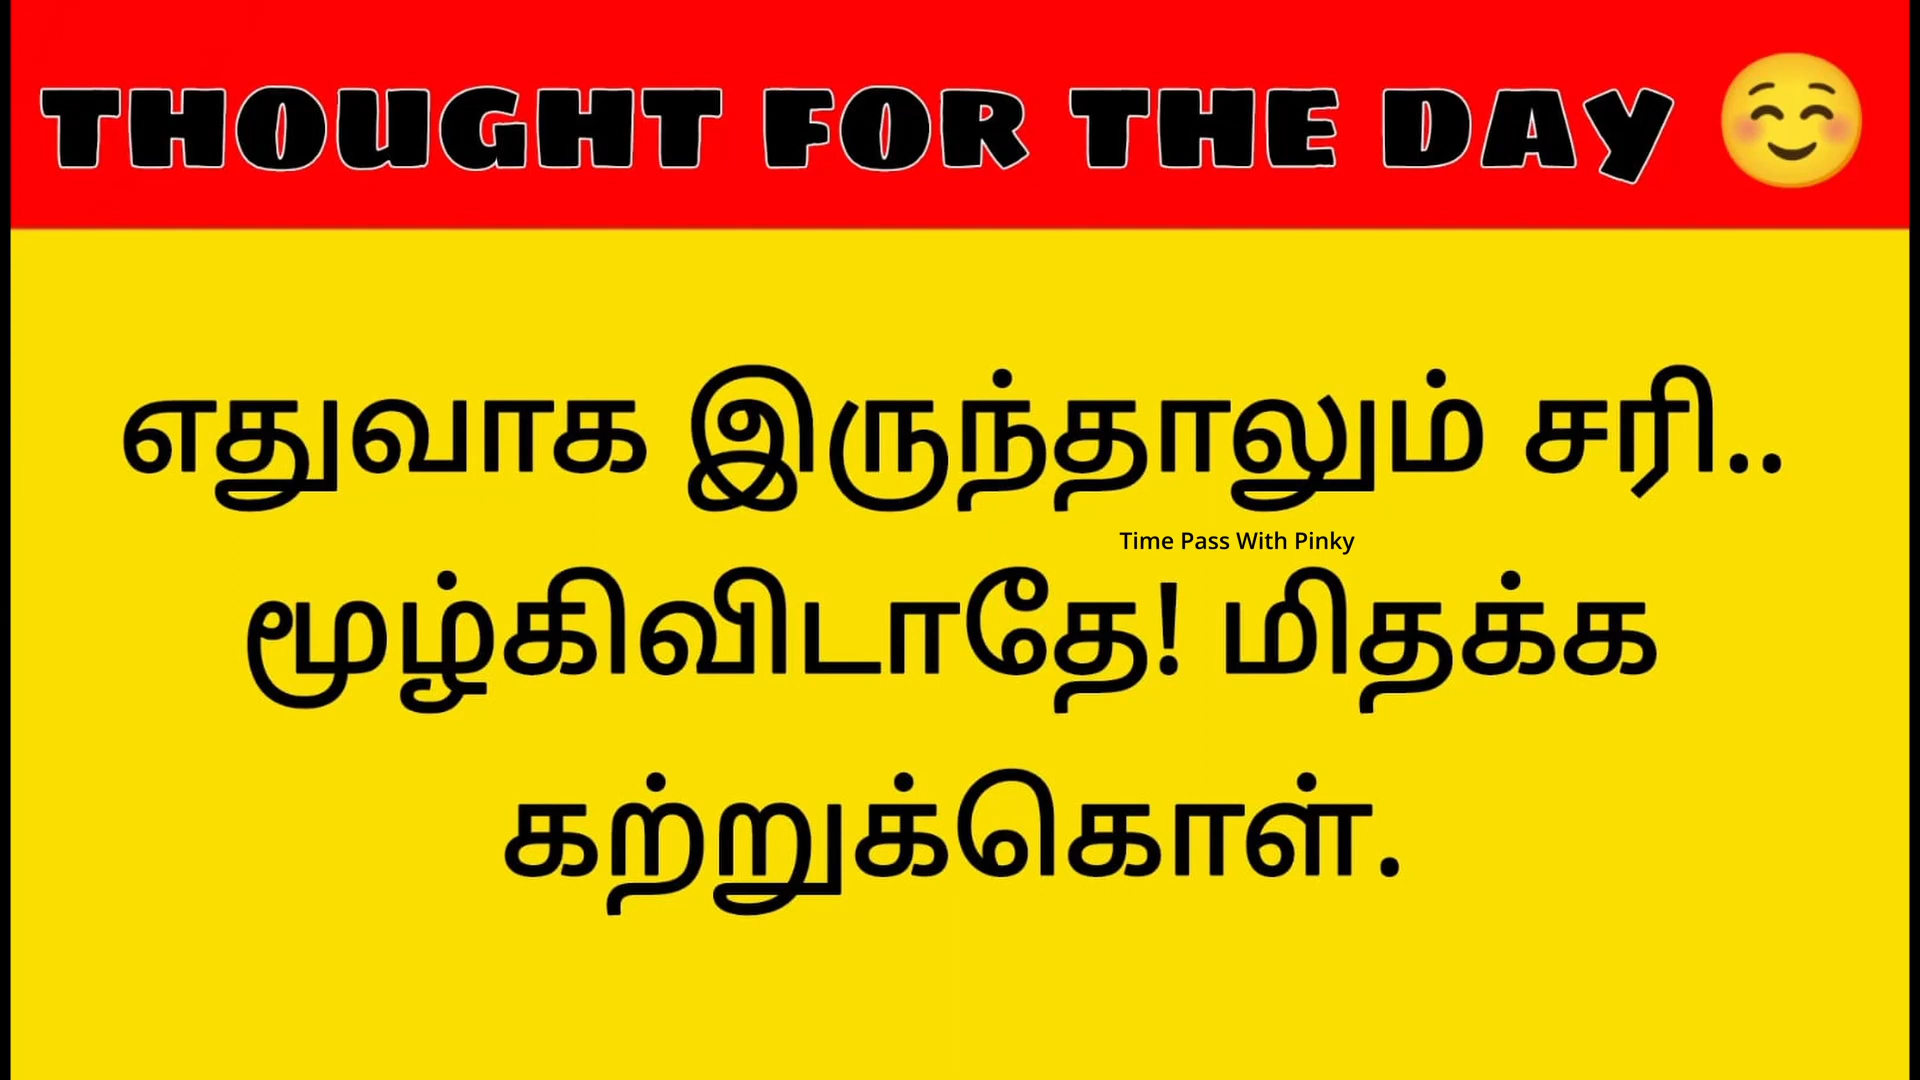 THOUGHT FOR THE DAY ☺️
எதுவாக இருந்தாலும் சரி..
Time Pass With Pinky
மூழ்கிவிடாதே! மிதக்க
கற்றுக்கொள்.